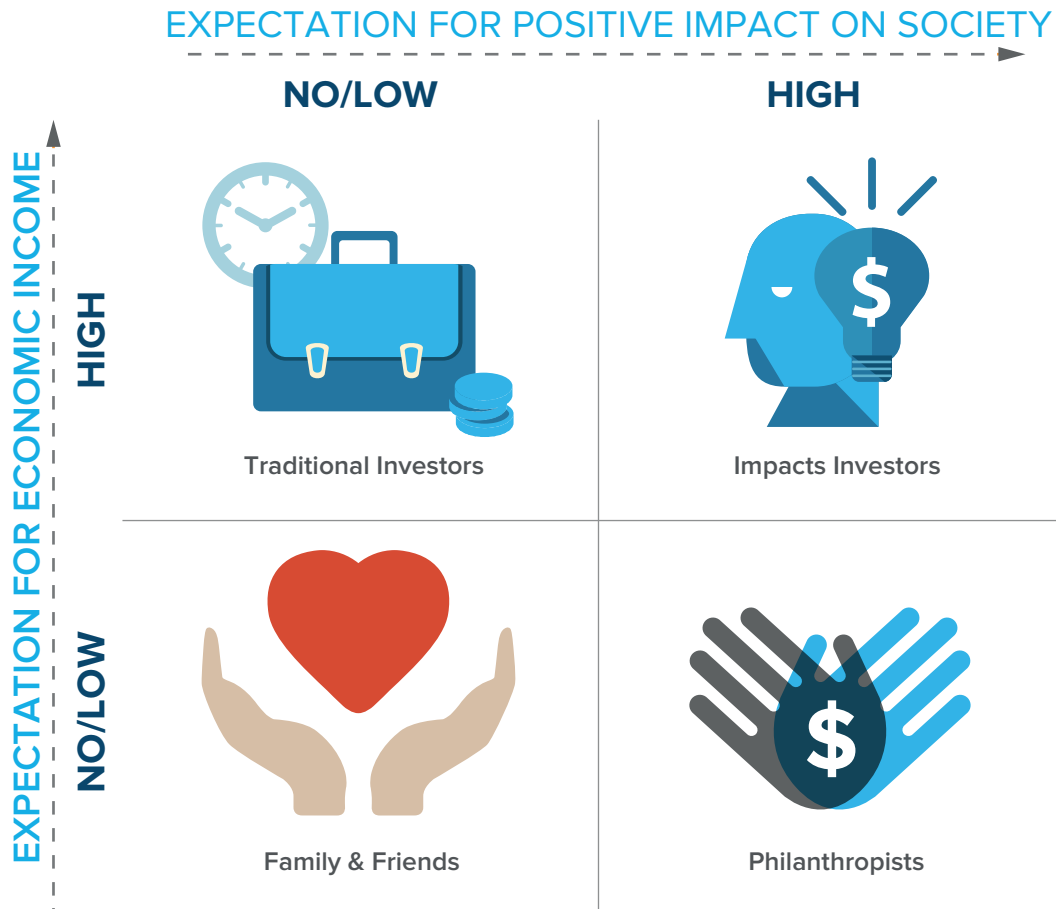 EXPECTATION FOR POSITIVE IMPACT ON SOCIETY
NO/LOW
HIGH
EXPECTATION FOR ECONOMIC INCOME
HIGH
$
Traditional Investors
Impacts Investors
NO/LOW
$
Family & Friends
Philanthropists